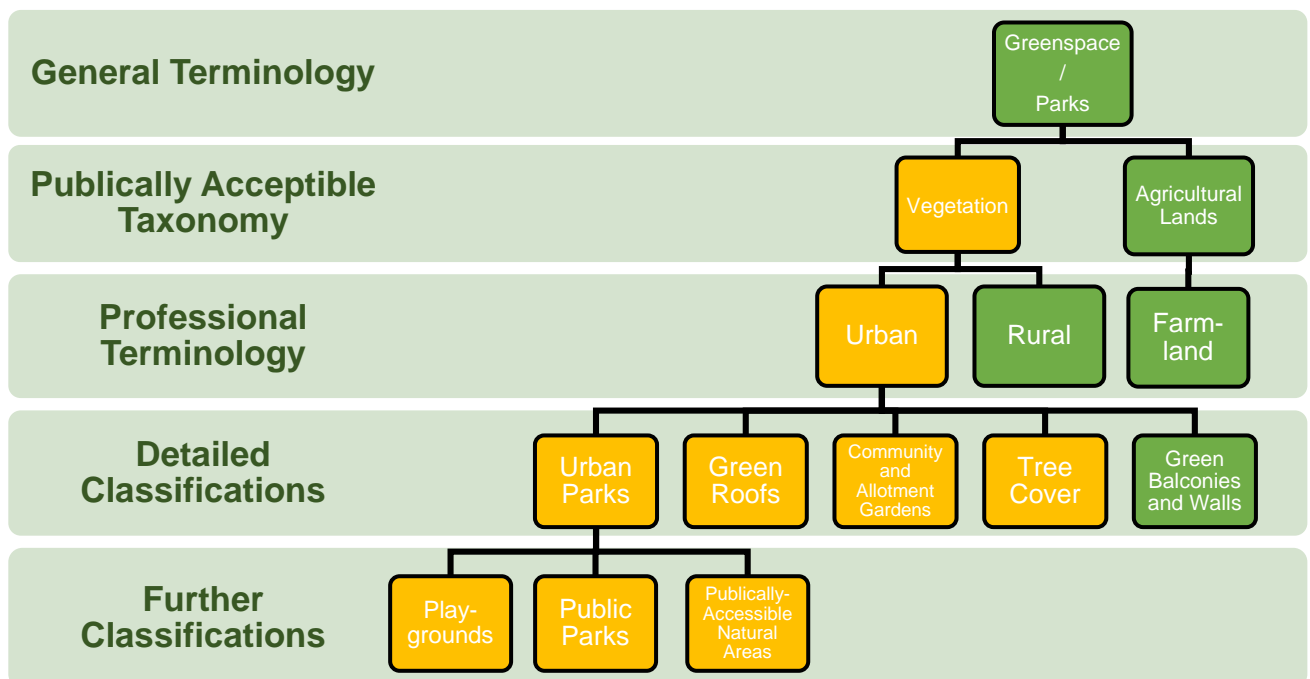 General Terminology
Greenspace
/
Parks
Publically Acceptible
Taxonomy
Vegetation
Agricultural
Lands
Professional
Terminology
Urban
Rural
Farm-
land
Detailed
Classifications
Urban
Parks
Green
Roofs
Community
and
Allotment
Gardens
Tree
Cover
Green
Balconies
and Walls
Further
Classifications
Play-
grounds
Public
Parks
Publically-
Accessible
Natural
Areas